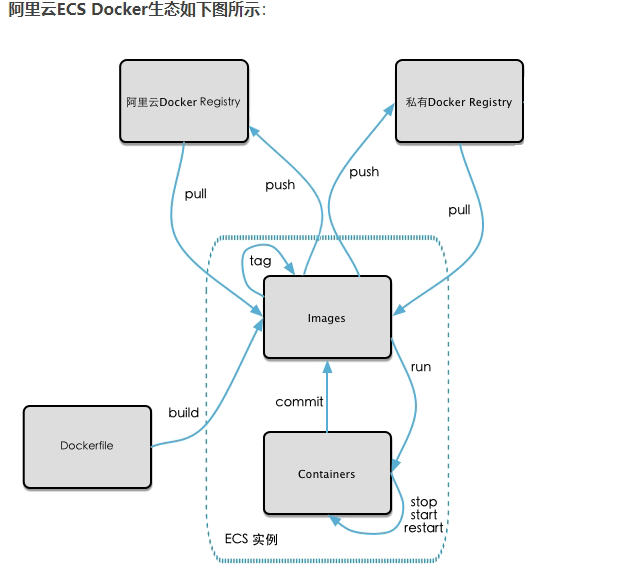 阿里云ECS Docker生态如下图所示：
阿里云Docker Registry
私有Docker Registry
pull
push
push
pull
tag
Images
run
commit
build
Dockerfile
Containers
stop
start
restart
ECS 实例